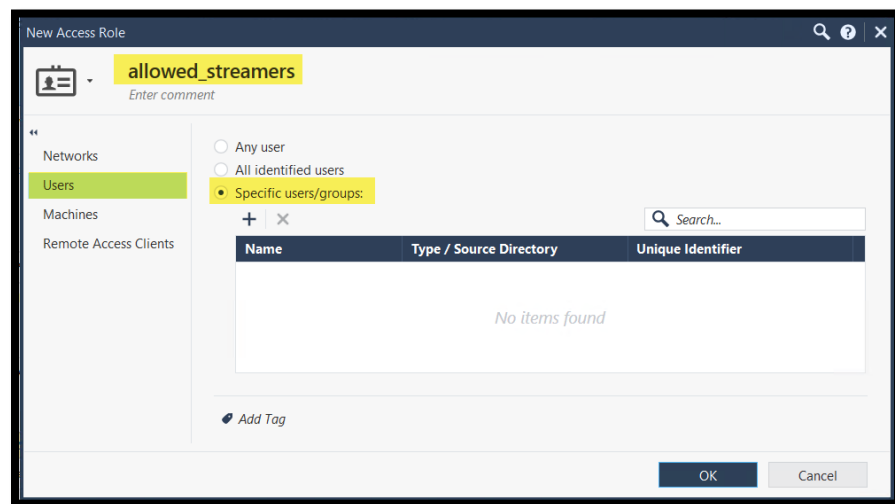 New Access Role
allowed_streamers
Enter comment
Networks
Users
Machines
Remote Access Clients
Any user
All identified users
Specific users/groups:
Search...
Name Type / Source Directory Unique Identifier
No items found
Add Tag
OK Cancel